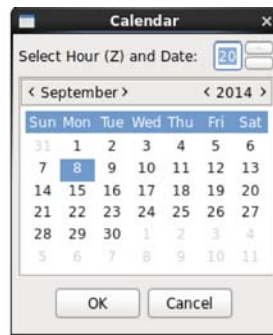 Calendar x
Select Hour (Z) and Date: 20
< September > < 2014 >
Sun Mon Tue Wed Thu Fri Sat
31 1 2 3 4 5 6
7 8 9 10 11 12 13
14 15 16 17 18 19 20
21 22 23 24 25 26 27
28 29 30 1 2 3 4
5 6 7 8 9 10 11
OK Cancel